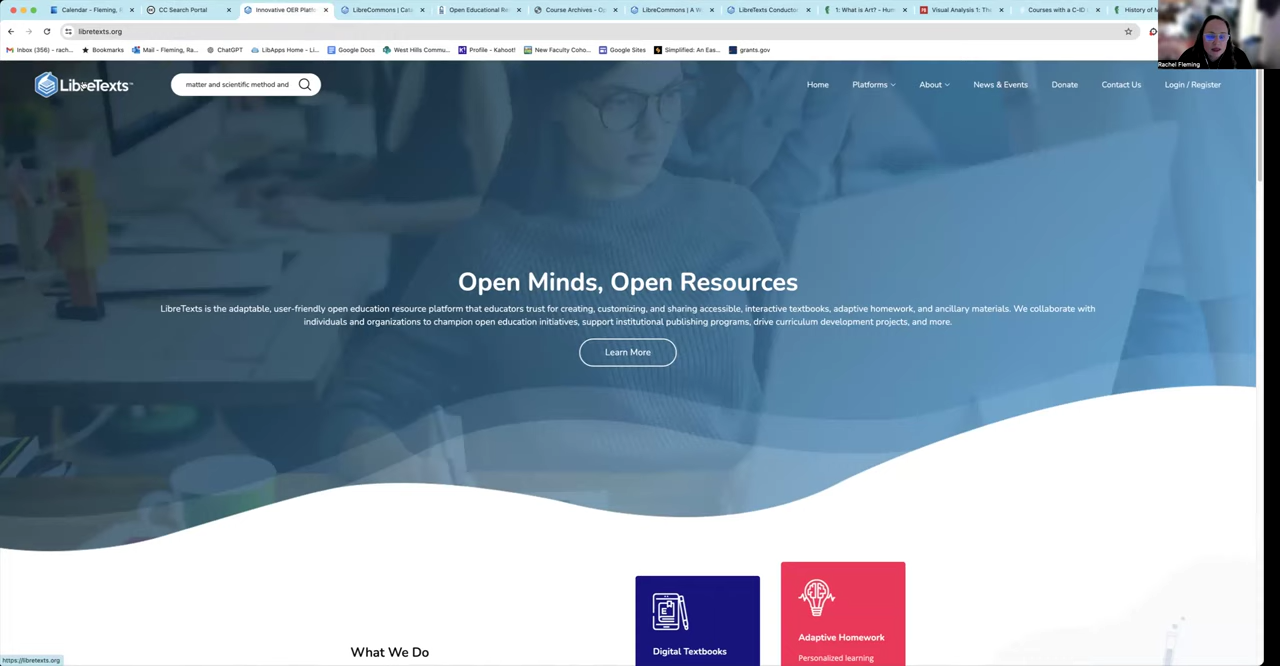 Calendar - Fleming, R
CC Search Portal
Innovative OER Platf
LibreCommons | Cata
Open Educational Re
Course Archives - Op
LibreCommons | A W
LibreTexts Conductor
1: What is Art? - Hum
Visual Analysis 1: The
Courses with a C-ID
History of M
libretexts.org
Inbox (356) - rach...
Bookmarks
Mail - Fleming, Ra...
ChatGPT
LibApps Home - Li...
Google Docs
West Hills Commu...
Profile - Kahoot!
New Faculty Coho...
Google Sites
Simplified: An Eas...
grants.gov
Rachel Fleming
LibreTexts™
matter and scientific method and
Home
Platforms
About
News & Events
Donate
Contact Us
Login / Register
Open Minds, Open Resources
LibreTexts is the adaptable, user-friendly open education resource platform that educators trust for creating, customizing, and sharing accessible, interactive textbooks, adaptive homework, and ancillary materials. We collaborate with
individuals and organizations to champion open education initiatives, support institutional publishing programs, drive curriculum development projects, and more.
Learn More
What We Do
Digital Textbooks
Adaptive Homework
Personalized learning
https://libretexts.org